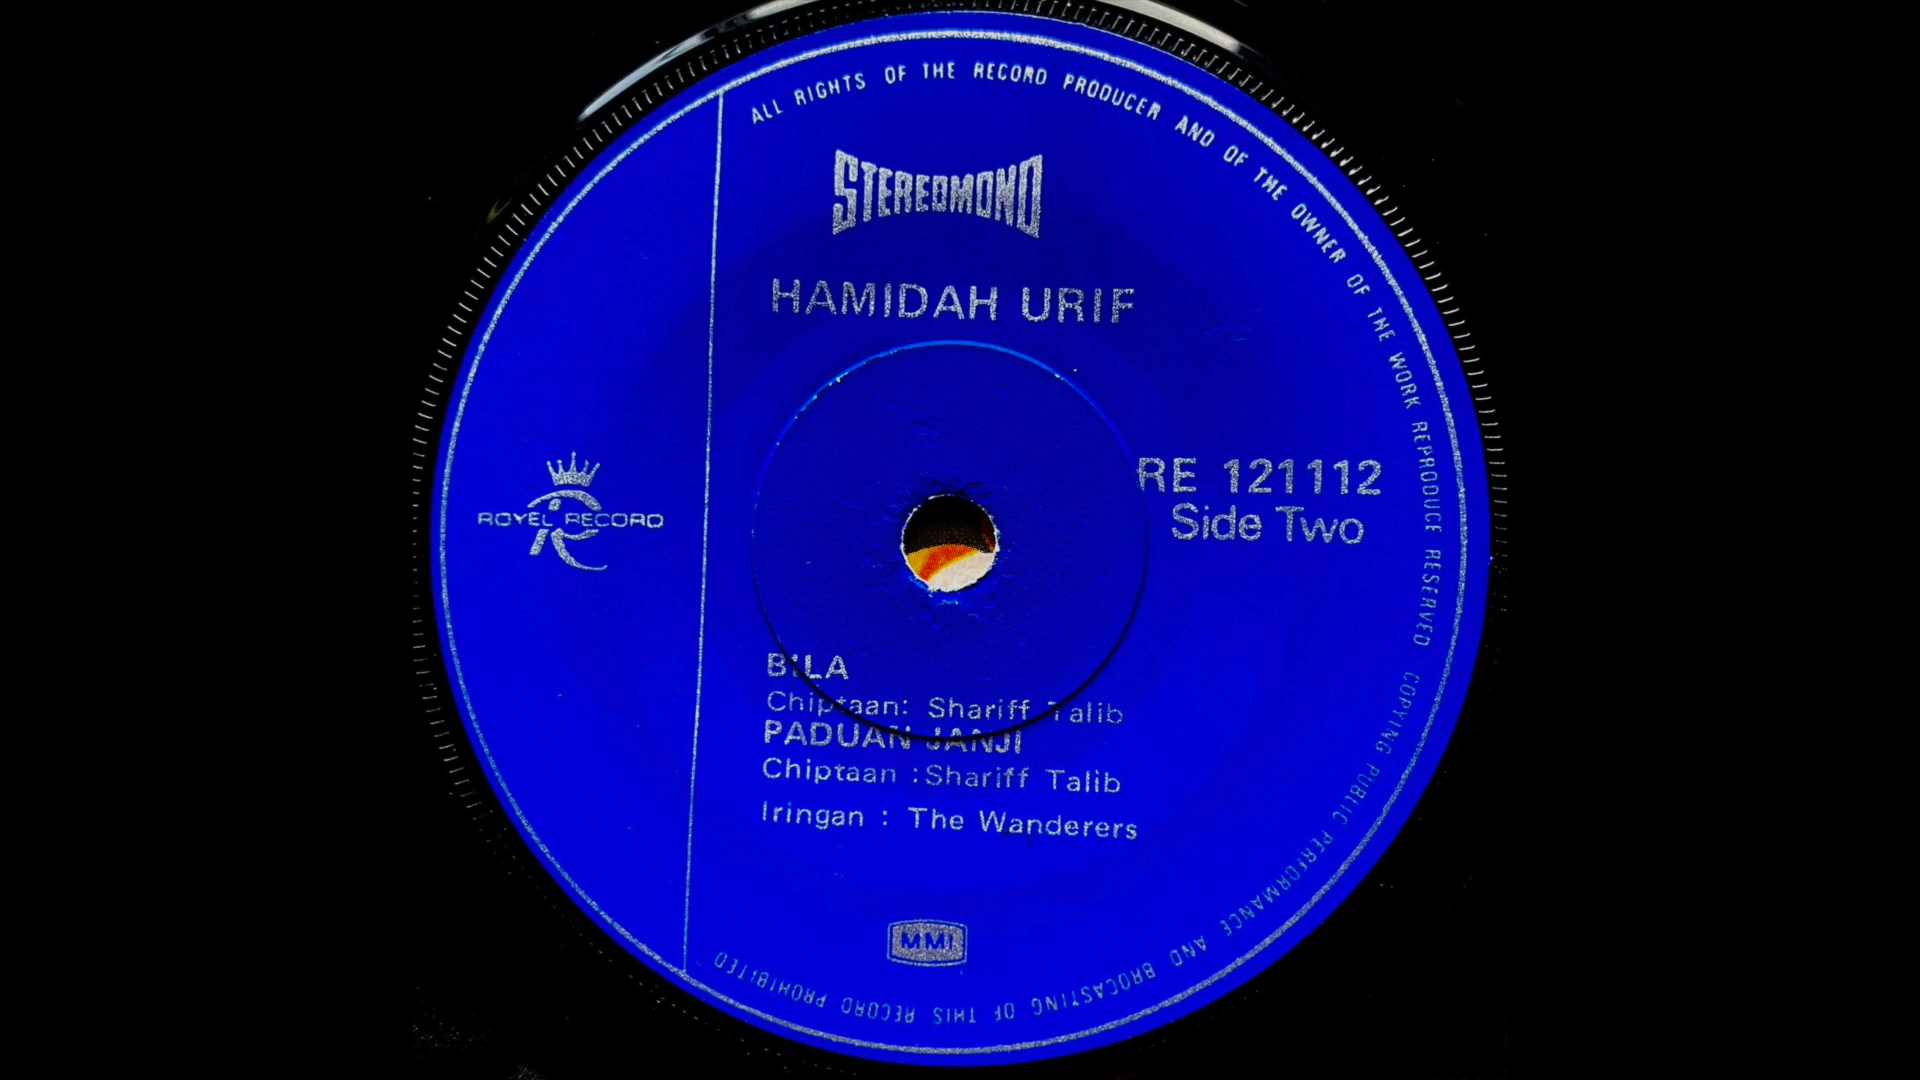 ALL RIGHTS OF THE RECORD PRODUCER AND OF THE OWNER OF THE WORK REPRODUCE RESERVED COPYING PUBLIC PERFORMANCE AND BROCASTING OF THIS RECORD PROHIBITED
STEREOMONO
HAMIDAH URIF
ROYEL RECORD
R
RE 121112
Side Two
BILA
Chiptaan: Shariff Talib
PADUAN JANJI
Chiptaan :Shariff Talib
Iringan : The Wanderers
MMI